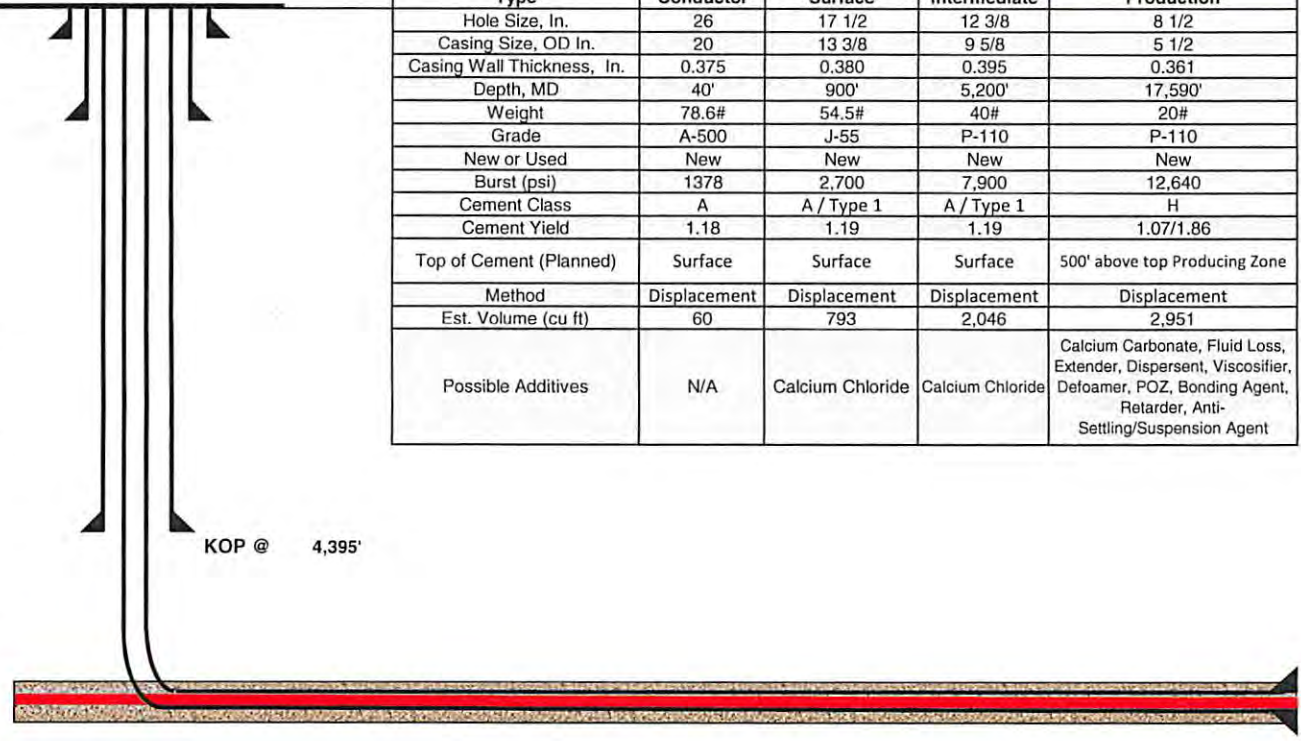 Type Conductor Surface Intermediate Production
Hole Size, In. 26 17 1/2 12 3/8 8 1/2
Casing Size, OD In. 20 13 3/8 9 5/8 5 1/2
Casing Wall Thickness, In. 0.375 0.380 0.395 0.361
Depth, MD 40' 900' 5,200' 17,590'
Weight 78.6# 54.5# 40# 20#
Grade A-500 J-55 P-110 P-110
New or Used New New New New
Burst (psi) 1378 2,700 7,900 12,640
Cement Class A A / Type 1 A / Type 1 H
Cement Yield 1.18 1.19 1.19 1.07/1.86
Top of Cement (Planned) Surface Surface Surface 500' above top Producing Zone
Method Displacement Displacement Displacement Displacement
Est. Volume (cu ft) 60 793 2,046 2,951
Possible Additives N/A Calcium Chloride Calcium Chloride Calcium Carbonate, Fluid Loss,
Extender, Dispersent, Viscosifier,
Defoamer, POZ, Bonding Agent,
Retarder, Anti-
Settling/Suspension Agent
KOP @ 4,395'